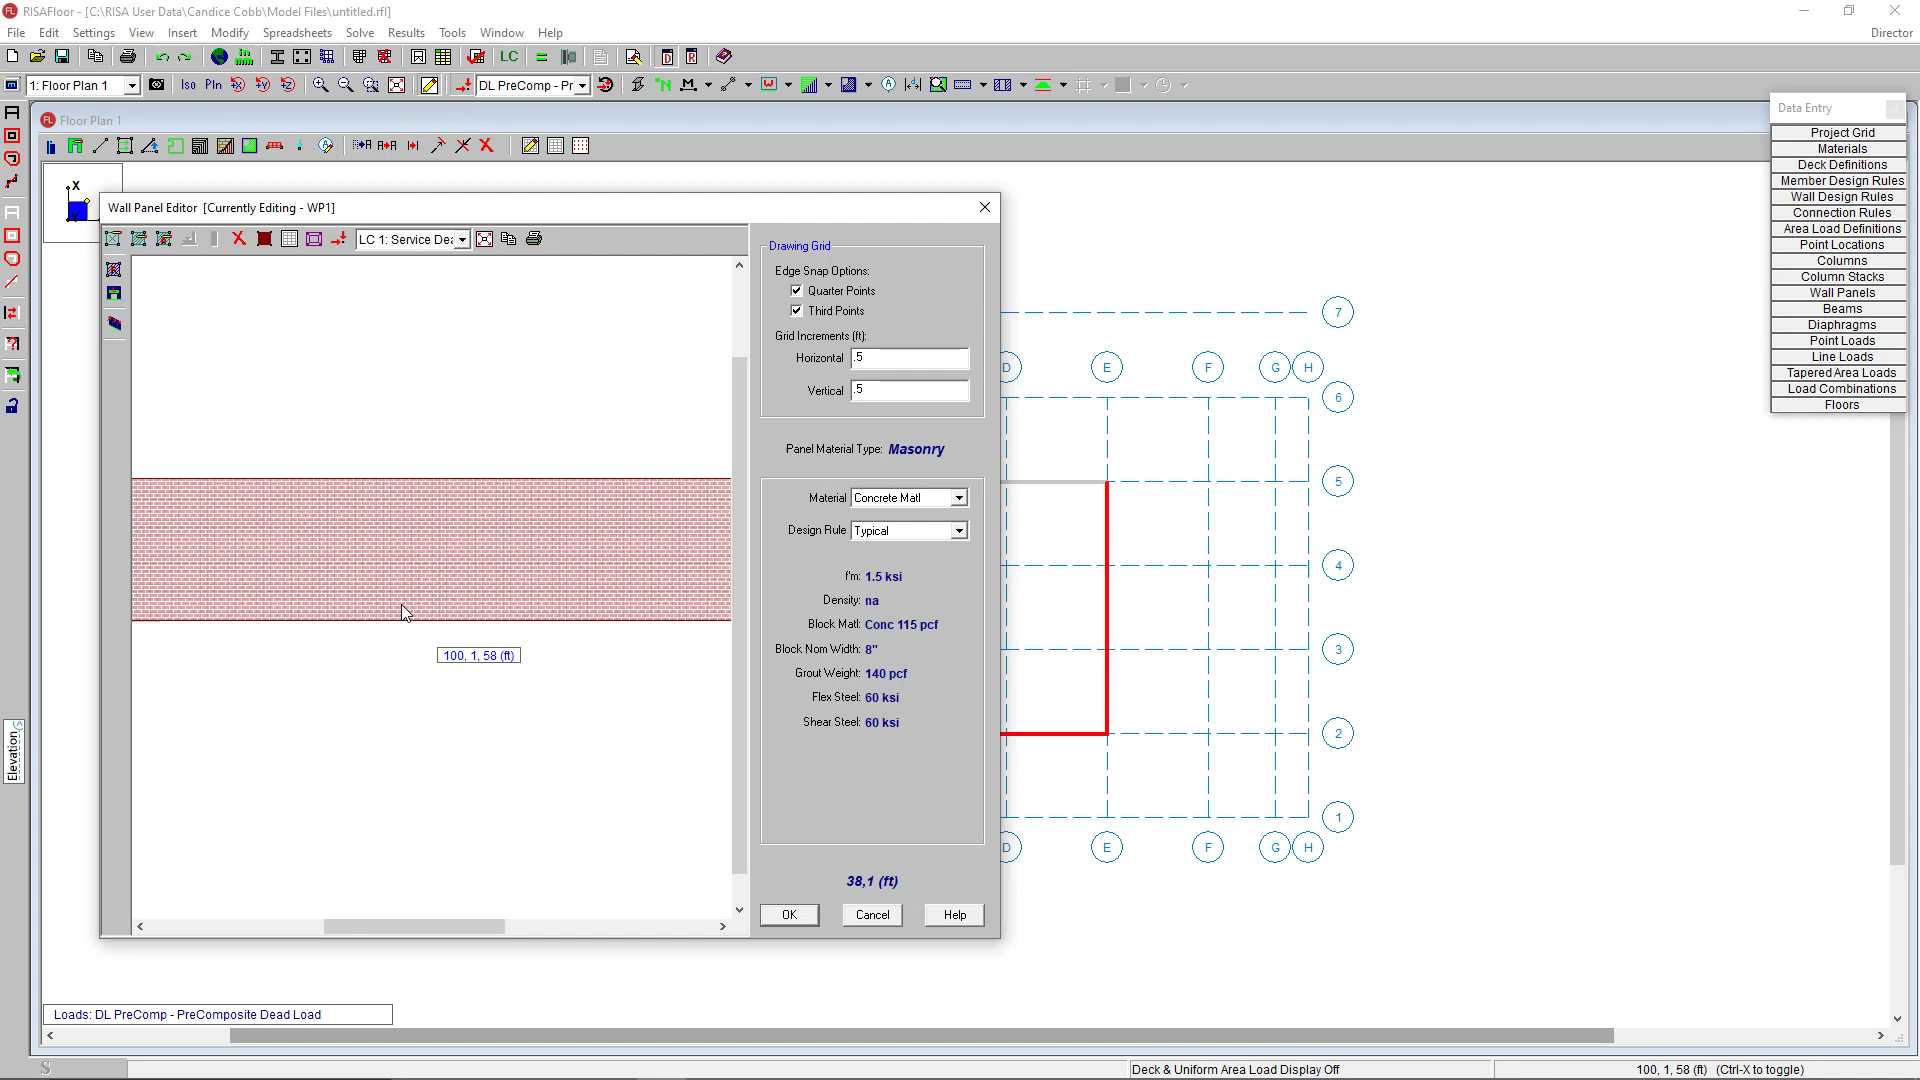 RISAFloor - [C:\RISA User Data\Candice Cobb\Model Files\untitled.rfl]
File Edit Settings View Insert Modify Spreadsheets Solve Results Tools Window Help
Director
LC
1: Floor Plan 1
Iso Pln
DL PreComp - Pr
Floor Plan 1
X
Y
Wall Panel Editor [Currently Editing - WP1]
LC 1: Service Dea
Drawing Grid
Edge Snap Options:
Quarter Points
Third Points
Grid Increments (ft):
Horizontal .5
Vertical .5
Panel Material Type: Masonry
Material Concrete Matl
Design Rule Typical
f'm: 1.5 ksi
Density: na
Block Matl: Conc 115 pcf
Block Nom Width: 8"
Grout Weight: 140 pcf
Flex Steel: 60 ksi
Shear Steel: 60 ksi
100, 1, 58 (ft)
38,1 (ft)
OK Cancel Help
7
D E F G H
6
5
4
3
2
1
D E F G H
Data Entry
Project Grid
Materials
Deck Definitions
Member Design Rules
Wall Design Rules
Connection Rules
Area Load Definitions
Point Locations
Columns
Column Stacks
Wall Panels
Beams
Diaphragms
Point Loads
Line Loads
Tapered Area Loads
Load Combinations
Floors
Elevation
Loads: DL PreComp - PreComposite Dead Load
S
Deck & Uniform Area Load Display Off
100, 1, 58 (ft) (Ctrl-X to toggle)